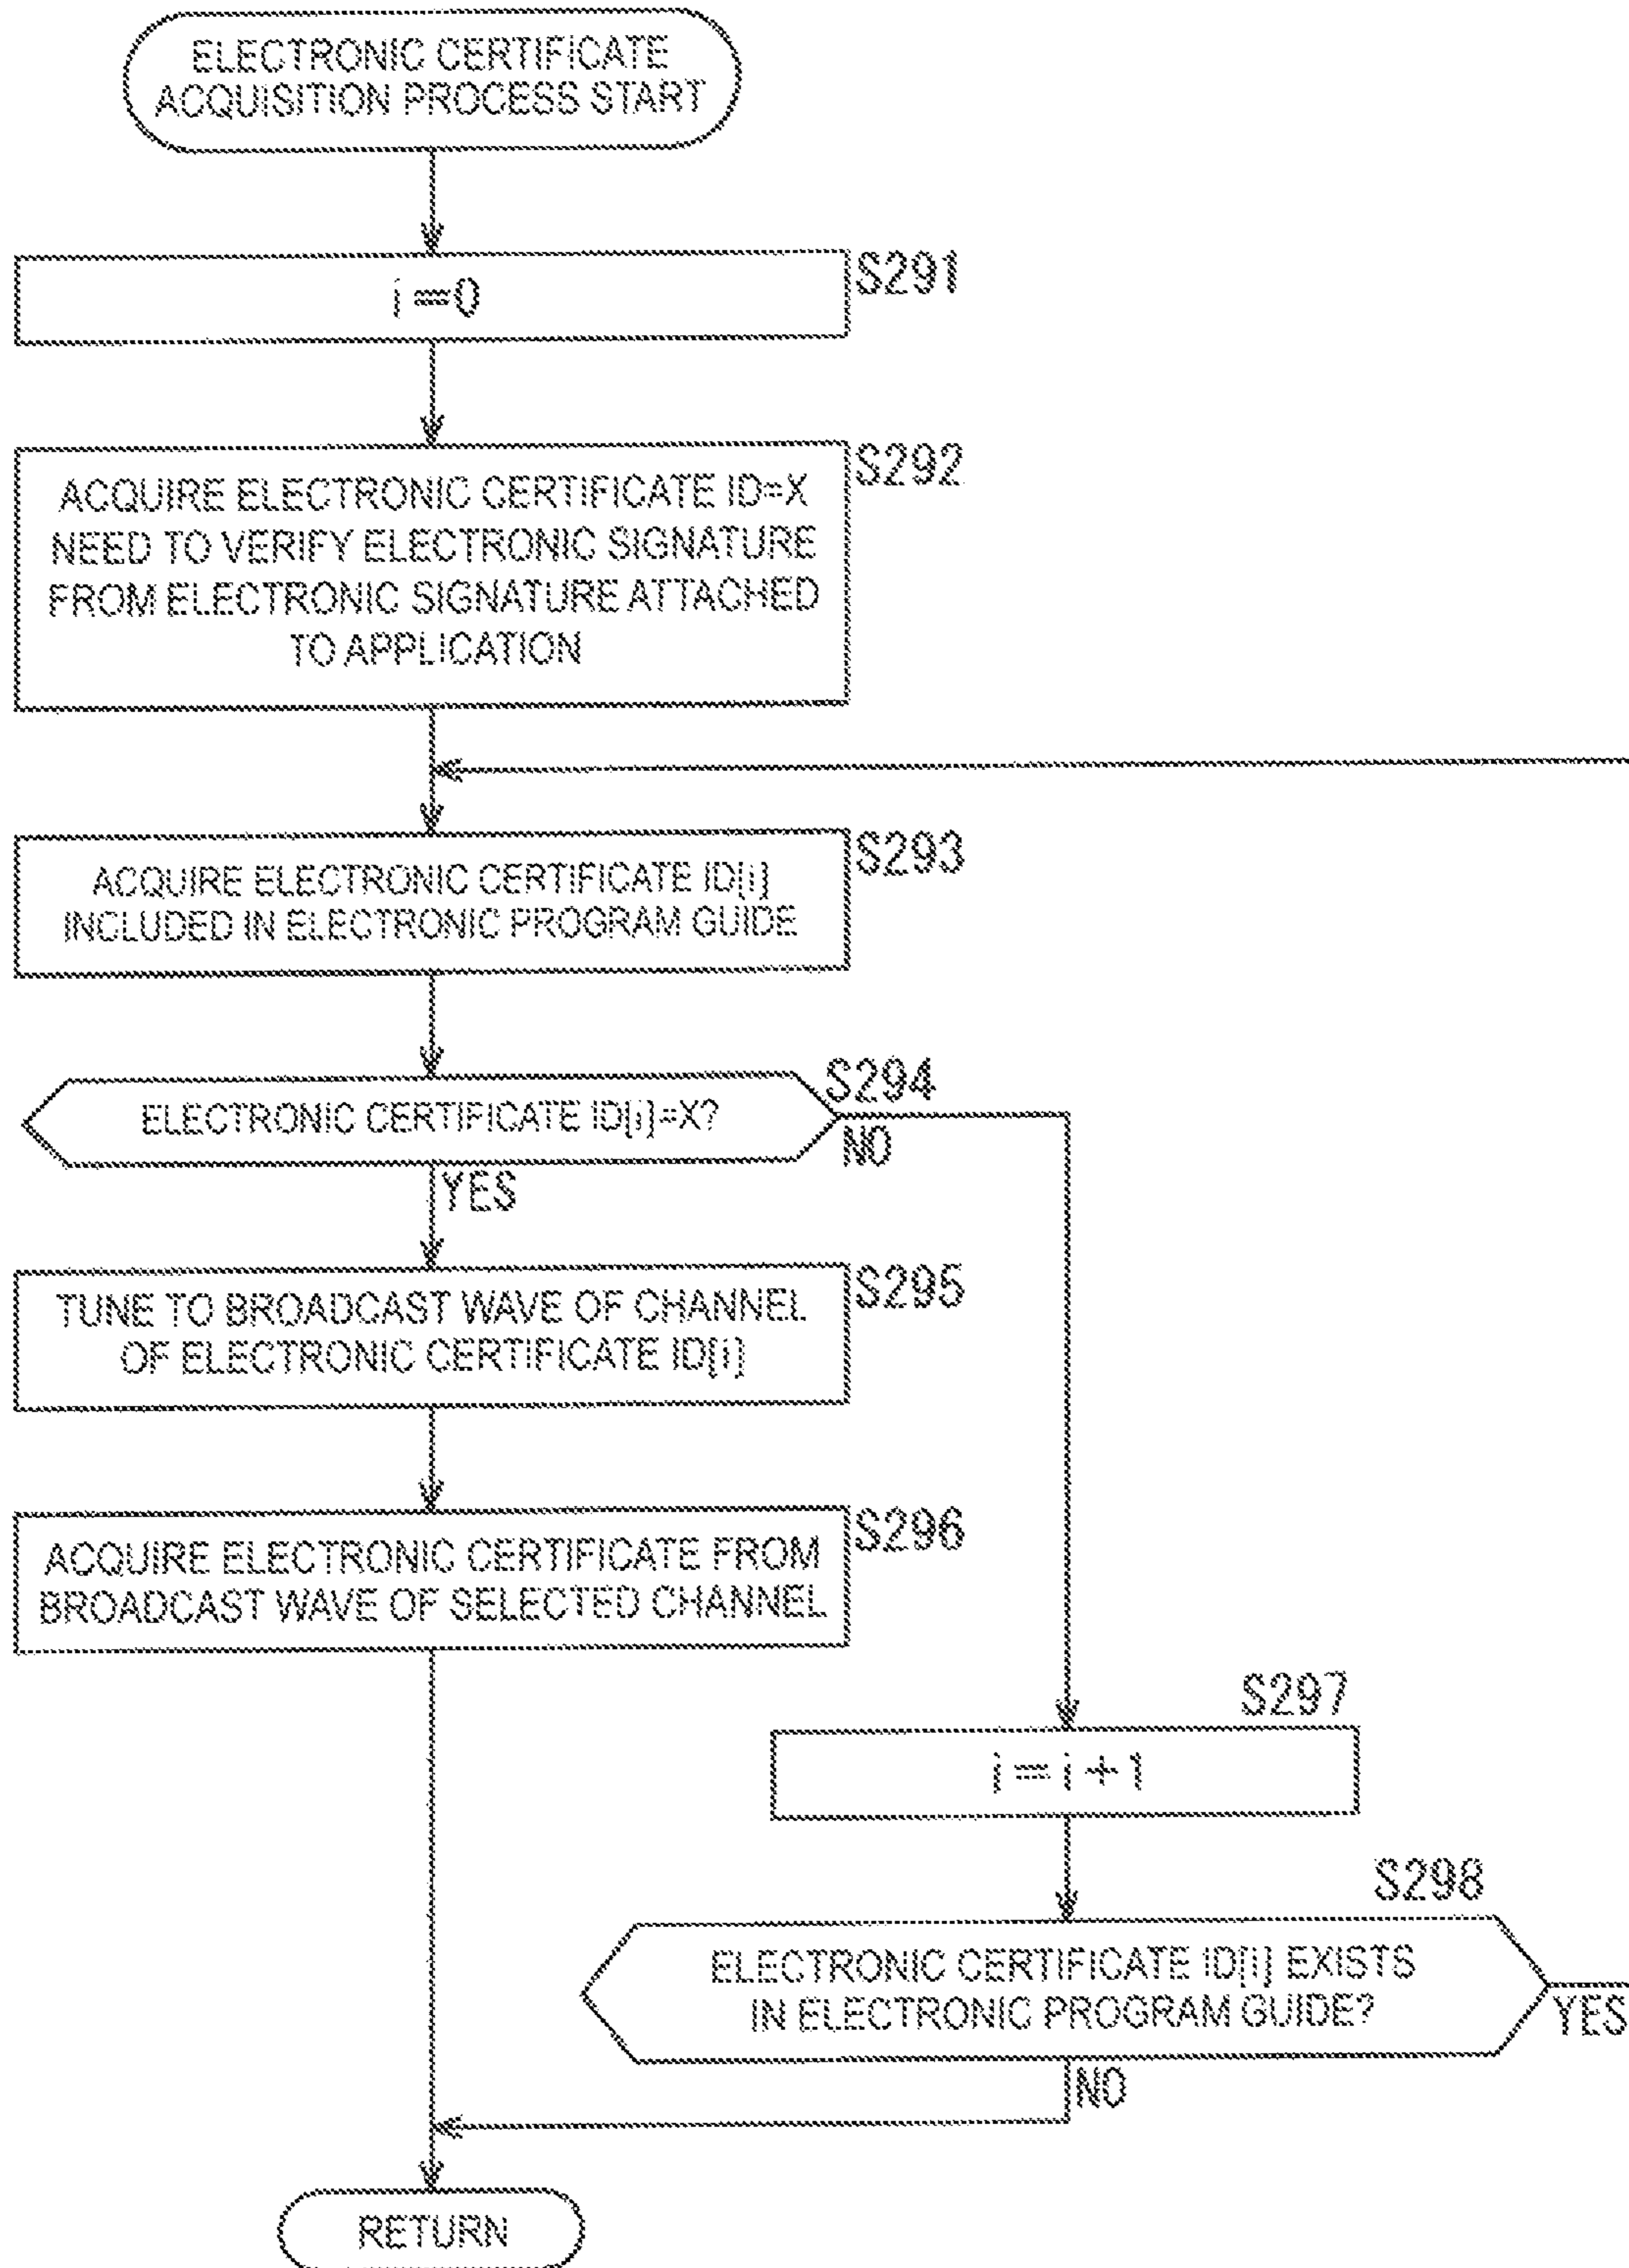 ELECTRONIC CERTIFICATE
ACQUISITION PROCESS START
S291
i=0
S292
ACQUIRE ELECTRONIC CERTIFICATE ID=X
NEED TO VERIFY ELECTRONIC SIGNATURE
FROM ELECTRONIC SIGNATURE ATTACHED
TO APPLICATION
S293
ACQUIRE ELECTRONIC CERTIFICATE ID[i]
INCLUDED IN ELECTRONIC PROGRAM GUIDE
S294
ELECTRONIC CERTIFICATE ID[i]=X?
NO
YES
S295
TUNE TO BROADCAST WAVE OF CHANNEL
OF ELECTRONIC CERTIFICATE ID[i]
S296
ACQUIRE ELECTRONIC CERTIFICATE FROM
BROADCAST WAVE OF SELECTED CHANNEL
S297
i=i+1
S298
ELECTRONIC CERTIFICATE ID[i] EXISTS
IN ELECTRONIC PROGRAM GUIDE?
YES
NO
RETURN